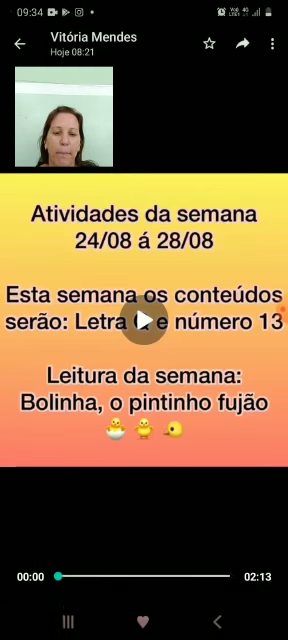 09:34
Vitória Mendes
Hoje 08:21
Atividades da semana
24/08 á 28/08
Esta semana os conteúdos
serão: Letra e número 13
Leitura da semana:
Bolinha, o pintinho fujão
00:00
02:13